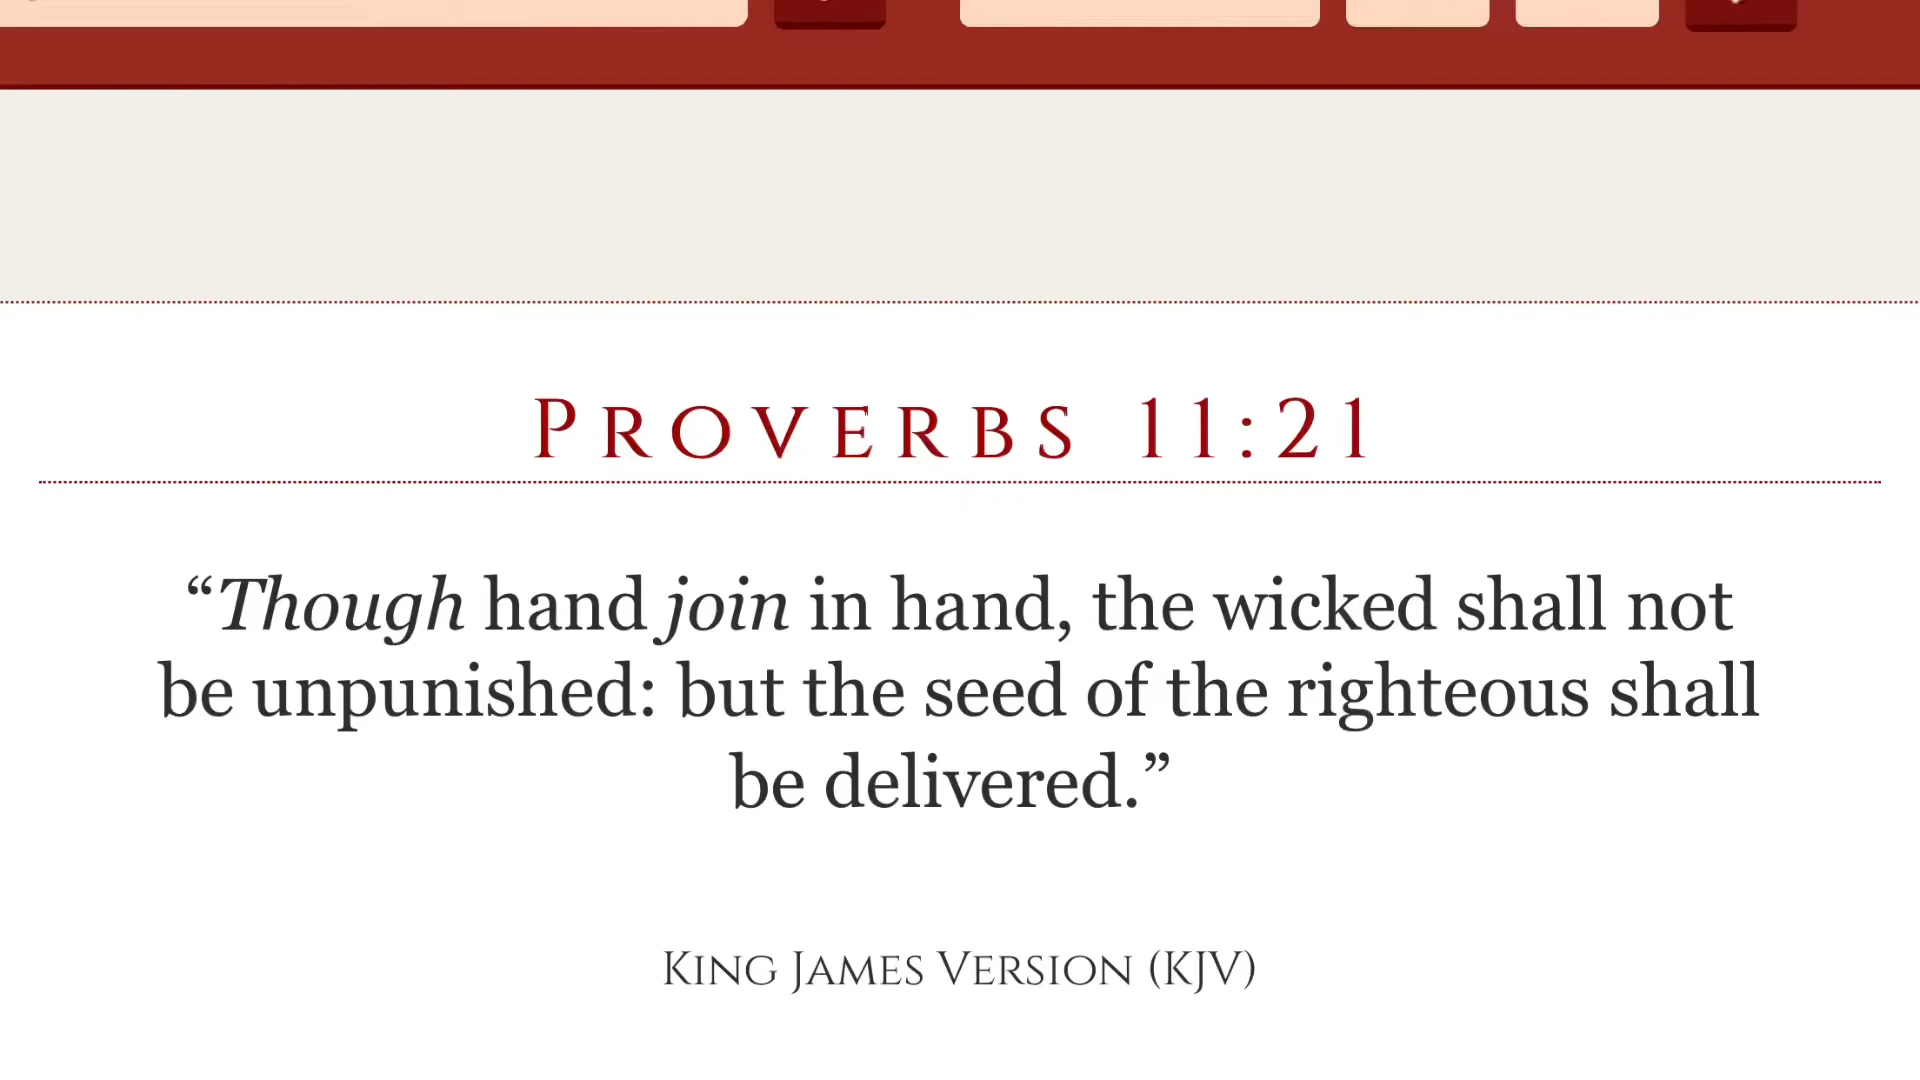 Proverbs 11:21
“Though hand join in hand, the wicked shall not
be unpunished: but the seed of the righteous shall
be delivered.”
King James Version (KJV)